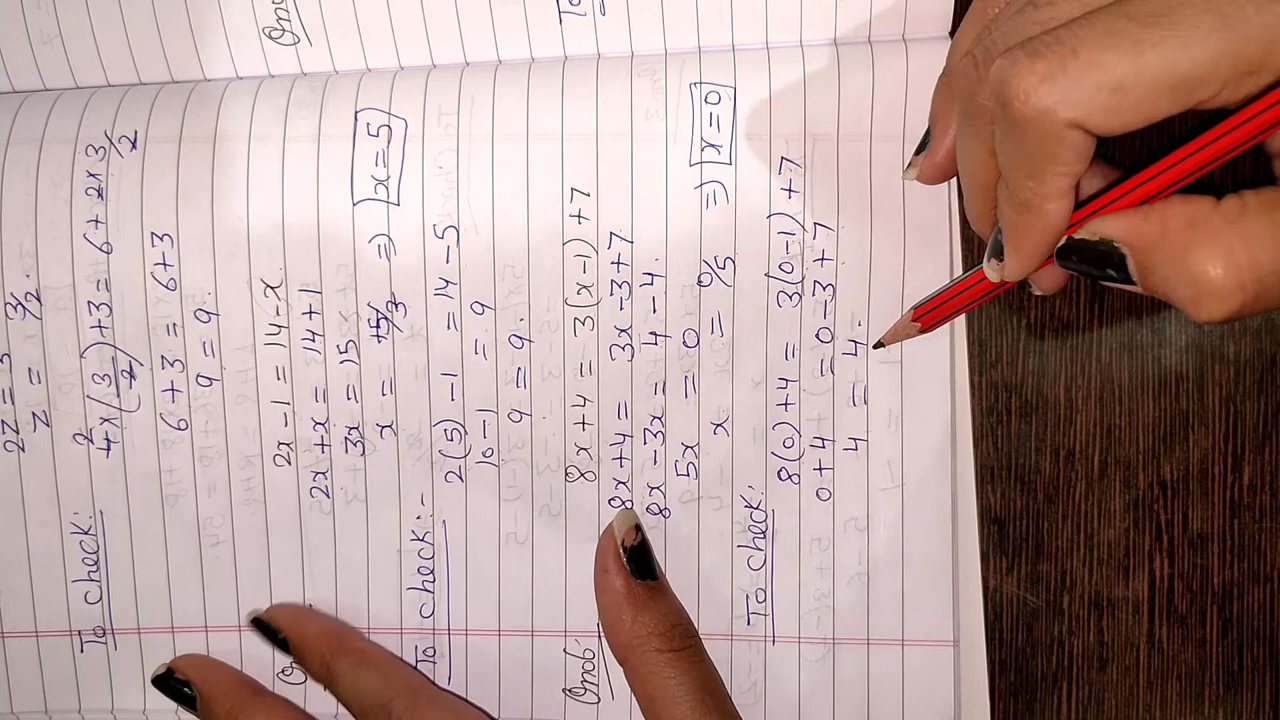 2z = 3
z = 3/2.
To check: 4x(3/2)+3 = 6+2x3/2
6+3 = 6+3
9 = 9.
2x-1 = 14-x
2x+x = 14+1
3x = 15
x = 15/3 => x=5
To check:- 2(5)-1 = 14-5
10-1 = 9
9 = 9.
Qno6: 8x+4 = 3(x-1)+7
8x+4 = 3x-3+7
8x-3x = 4-4.
5x = 0
x = 0/5 => x=0
To check: 8(0)+4 = 3(0-1)+7
0+4 = 0-3+7
4 = 4.